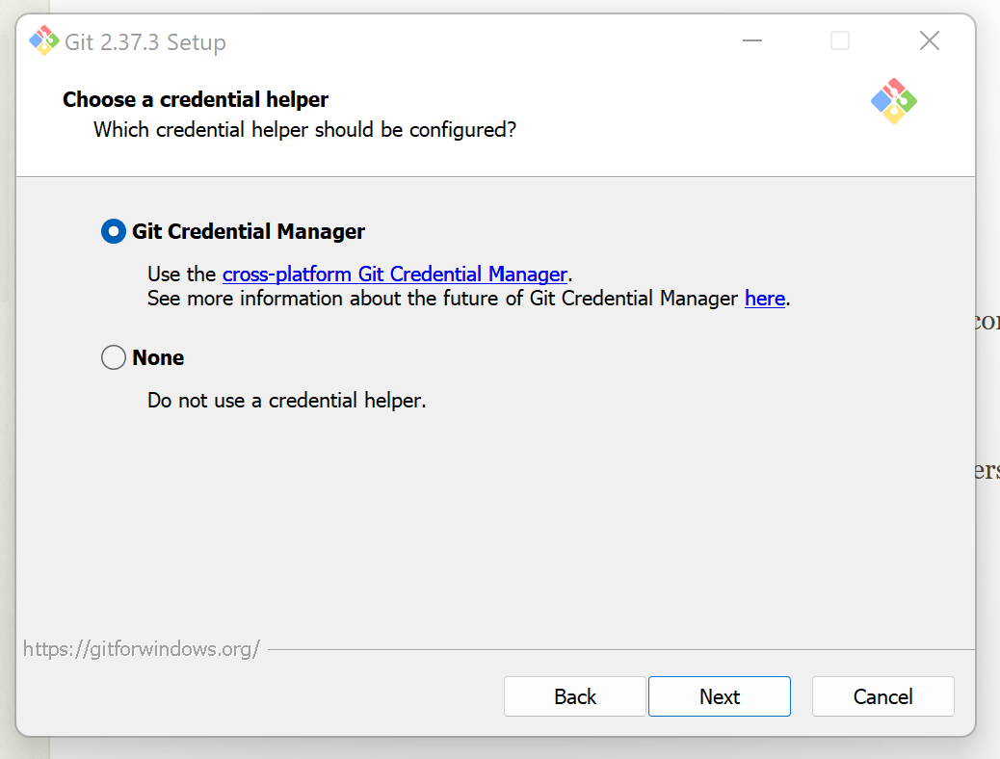 Git 2.37.3 Setup
Choose a credential helper
Which credential helper should be configured?
Git Credential Manager
Use the cross-platform Git Credential Manager.
See more information about the future of Git Credential Manager here.
None
Do not use a credential helper.
https://gitforwindows.org/
Back Next Cancel